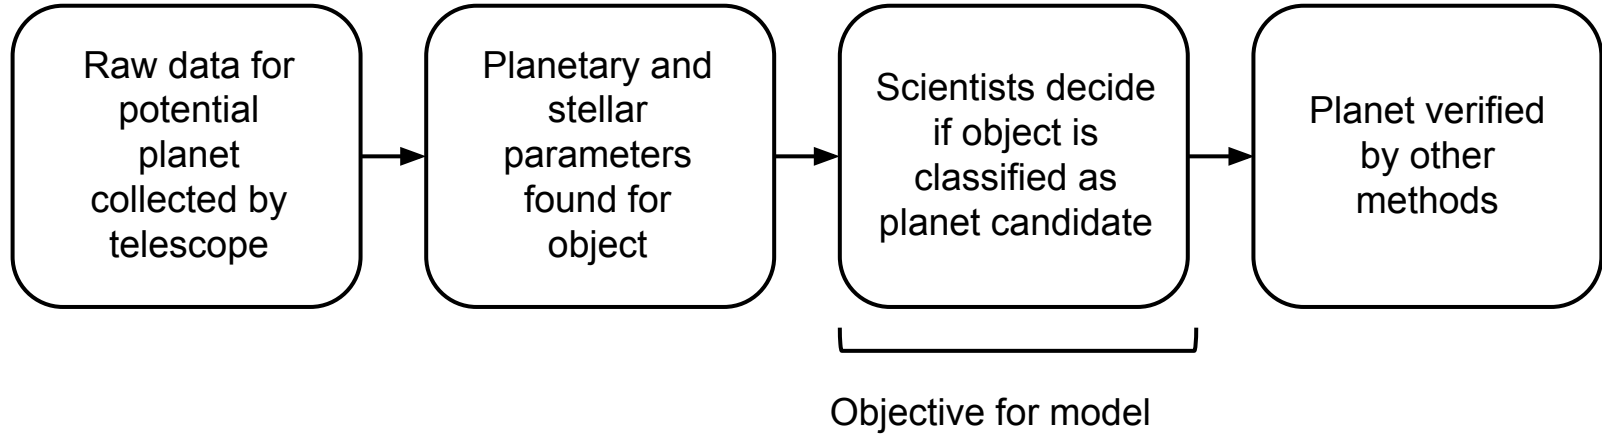 Raw data for
potential
planet
collected by
telescope
Planetary and
stellar
parameters
found for
object
Scientists decide
if object is
classified as
planet candidate
Planet verified
by other
methods
Objective for model